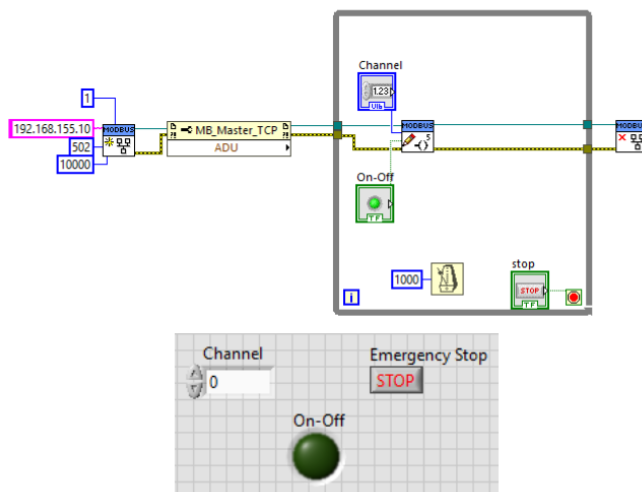 Channel
1
1.23
U16
MODBUS
192.168.155.10
502
10000
MB_Master_TCP
ADU
MODBUS
5
MODBUS
On-Off
TF
1000
stop
STOP
TF
i
Channel
0
Emergency Stop
STOP
On-Off